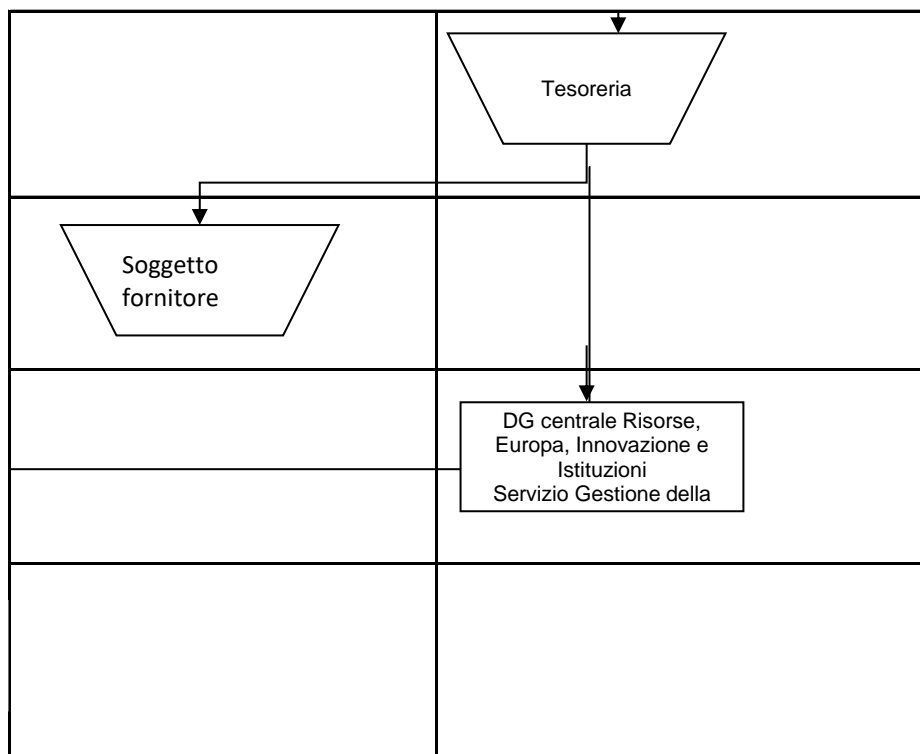 Tesoreria
Soggetto
fornitore
DG centrale Risorse,
Europa, Innovazione e
Istituzioni
Servizio Gestione della